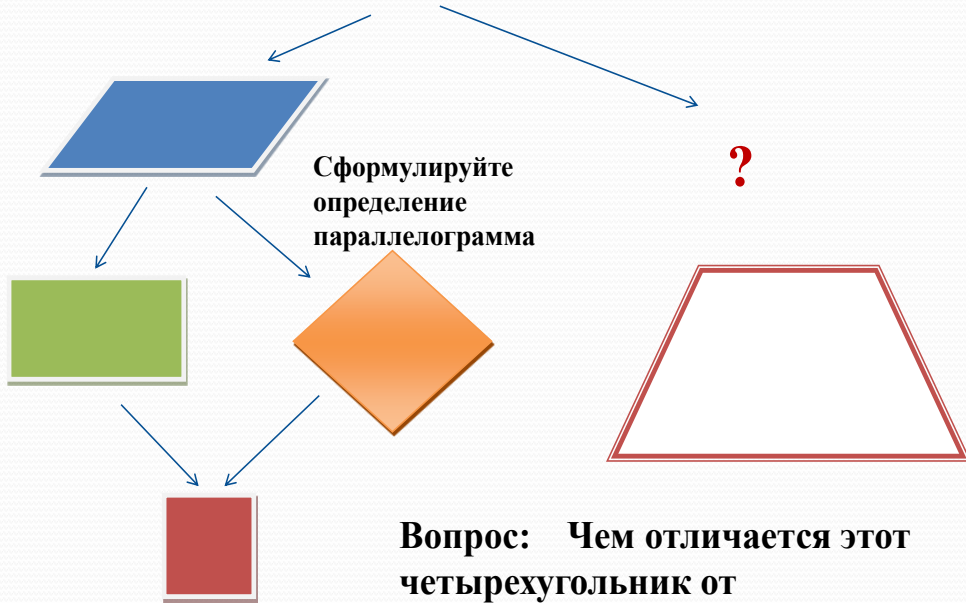 Сформулируйте
определение
параллелограмма
?
Вопрос: Чем отличается этот
четырехугольник от